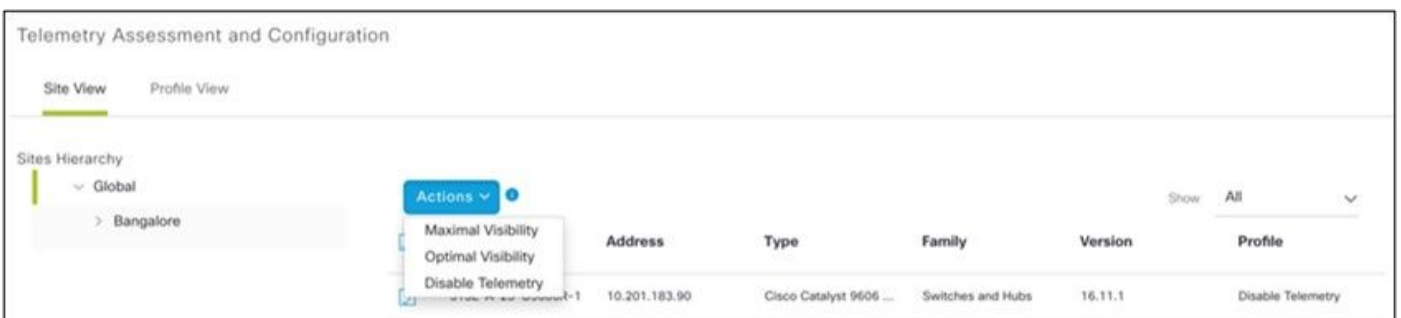 Telemetry Assessment and Configuration
Site View Profile View
Sites Hierarchy
Global
Bangalore
Actions
Show All
Maximal Visibility
Optimal Visibility
Disable Telemetry
Address Type Family Version Profile
10.201.183.90 Cisco Catalyst 9606 ... Switches and Hubs 16.11.1 Disable Telemetry